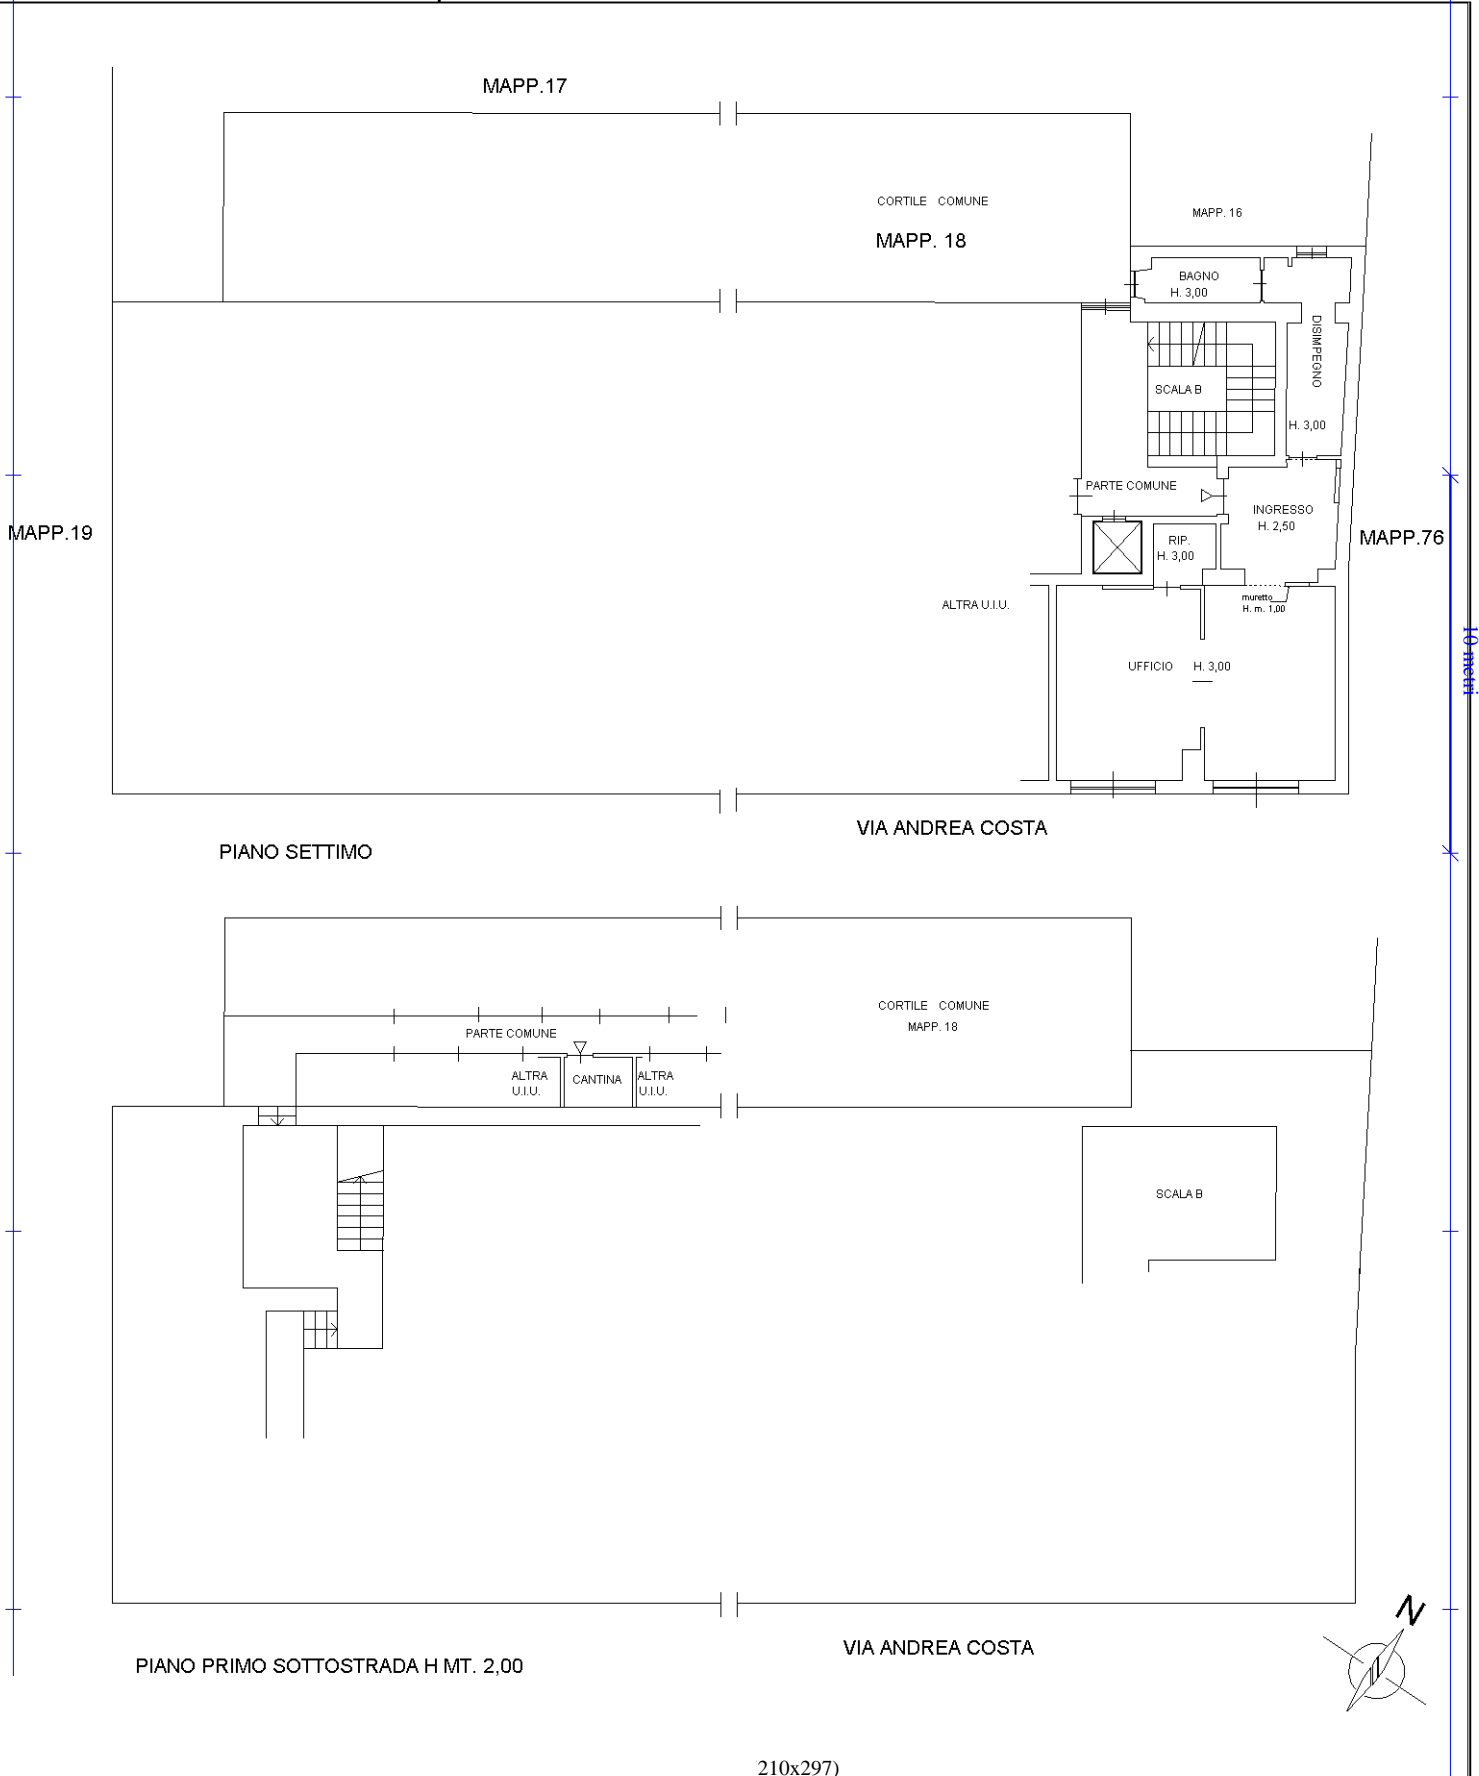 MAPP.17
CORTILE COMUNE
MAPP. 18
MAPP. 16
BAGNO
H. 3,00
DISIMPEGNO
H. 3,00
SCALA B
PARTE COMUNE
INGRESSO
H. 2,50
RIP.
H. 3,00
MAPP.19
MAPP.76
muretto
H. m. 1,00
ALTRA U.I.U.
10 metri
UFFICIO H. 3,00
VIA ANDREA COSTA
PIANO SETTIMO
CORTILE COMUNE
MAPP. 18
PARTE COMUNE
ALTRA
U.I.U.
CANTINA
ALTRA
U.I.U.
SCALA B
N
VIA ANDREA COSTA
PIANO PRIMO SOTTOSTRADA H MT. 2,00
210x297)